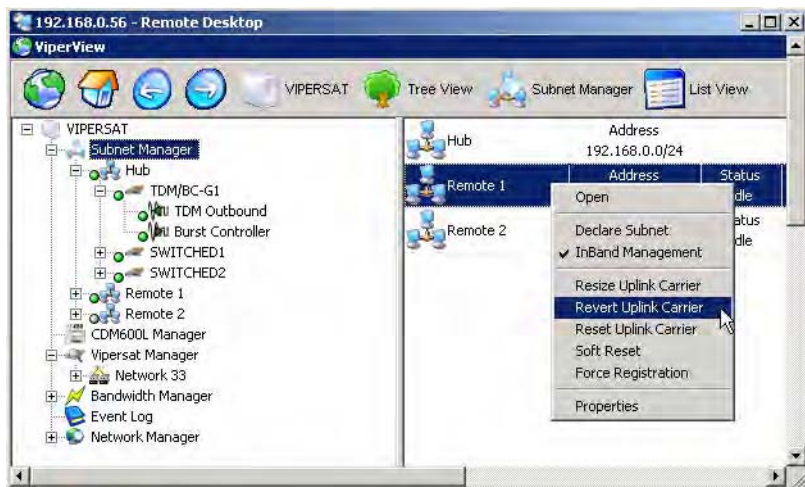 192.168.0.56 - Remote Desktop
ViperView
VIPERSAT Tree View Subnet Manager List View
VIPERSAT
Subnet Manager
Hub
TDM/BC-G1
TDM Outbound
Burst Controller
SWITCHED1
SWITCHED2
Remote 1
Remote 2
CDM600L Manager
Vipersat Manager
Network 33
Bandwidth Manager
Event Log
Network Manager
Hub Address
192.168.0.0/24
Remote 1 Address Status
dle
Remote 2 atus
dle
Open
Declare Subnet
InBand Management
Resize Uplink Carrier
Revert Uplink Carrier
Reset Uplink Carrier
Soft Reset
Force Registration
Properties